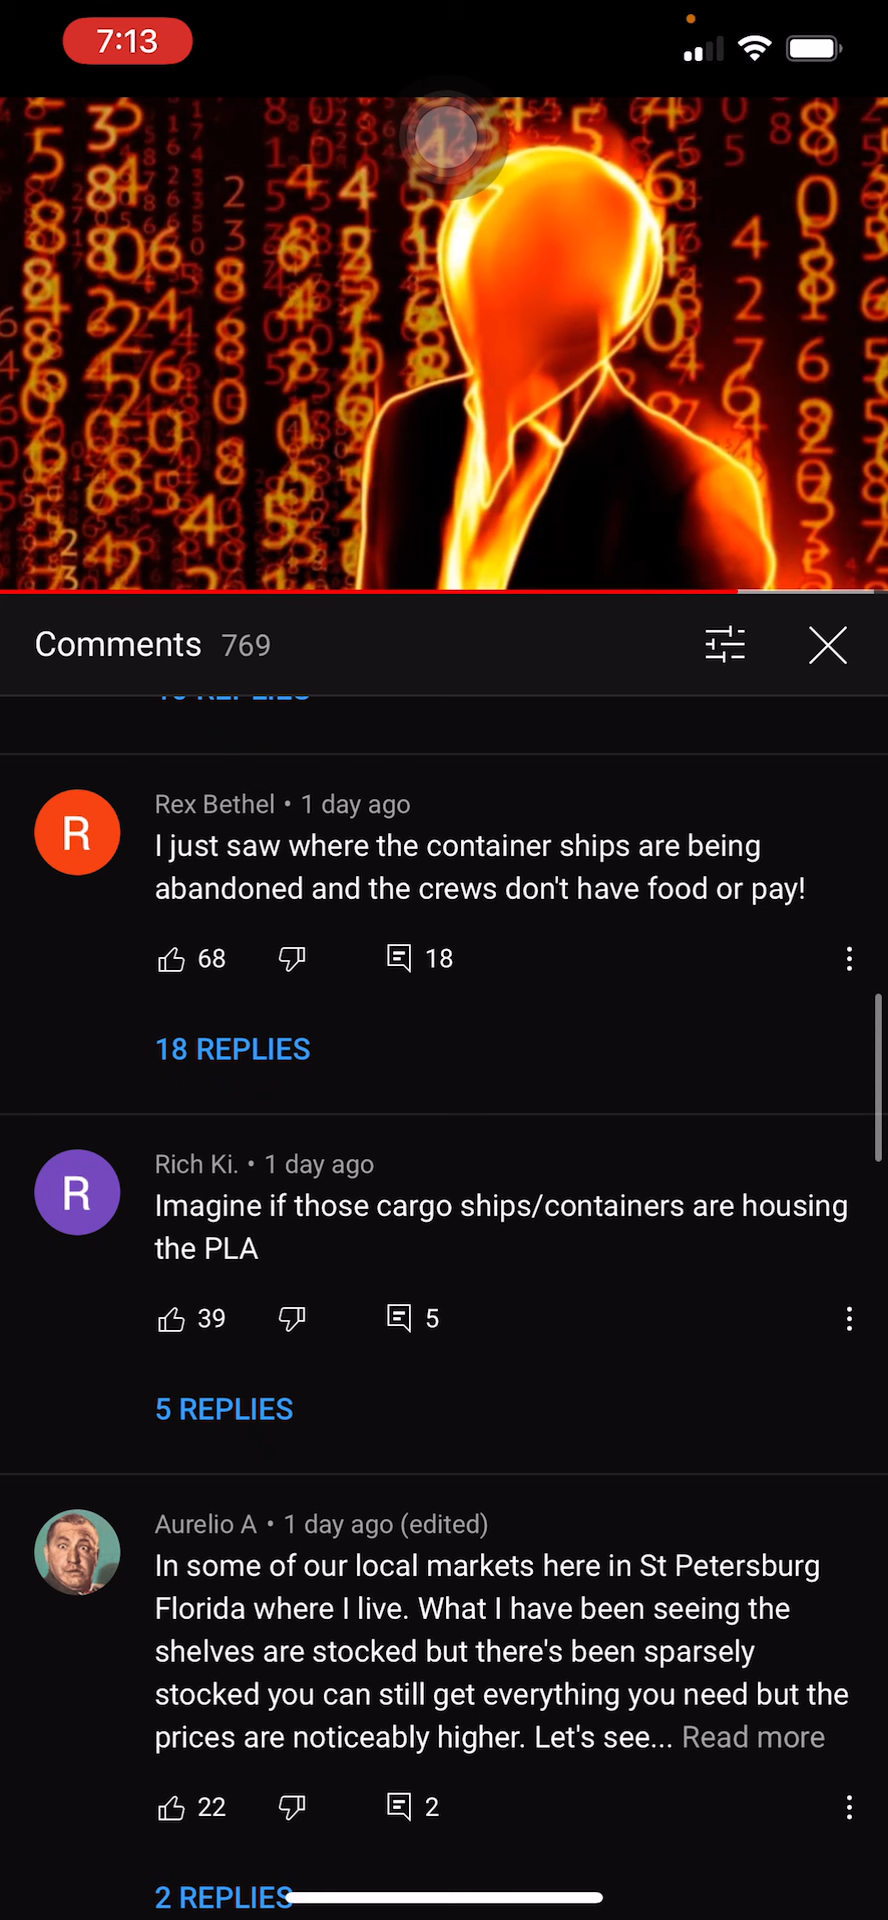 7:13
Comments 769
Rex Bethel • 1 day ago
I just saw where the container ships are being
abandoned and the crews don't have food or pay!
68 18
18 REPLIES
Rich Ki. • 1 day ago
Imagine if those cargo ships/containers are housing
the PLA
39 5
5 REPLIES
Aurelio A • 1 day ago (edited)
In some of our local markets here in St Petersburg
Florida where I live. What I have been seeing the
shelves are stocked but there's been sparsely
stocked you can still get everything you need but the
prices are noticeably higher. Let's see... Read more
22 2
2 REPLIES